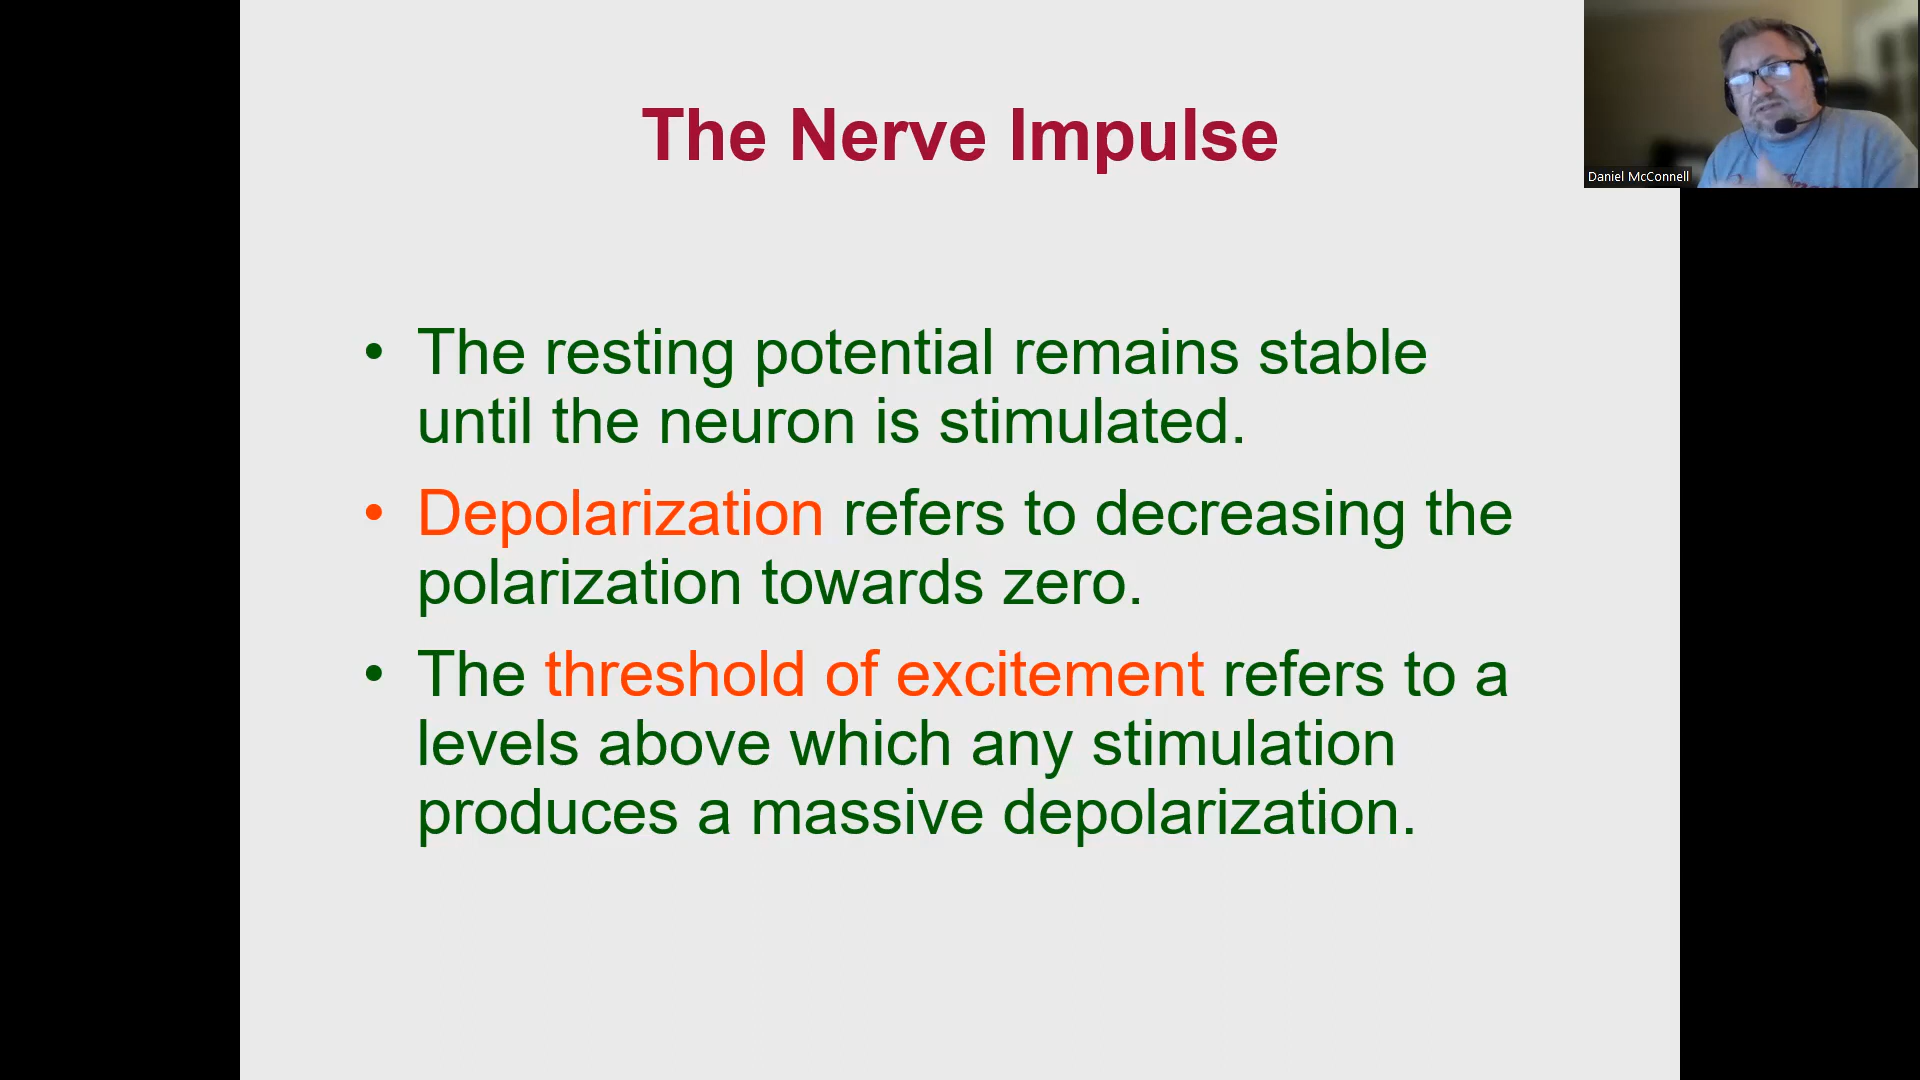 The Nerve Impulse
Daniel McConnell
• The resting potential remains stable
until the neuron is stimulated.
• Depolarization refers to decreasing the
polarization towards zero.
• The threshold of excitement refers to a
levels above which any stimulation
produces a massive depolarization.